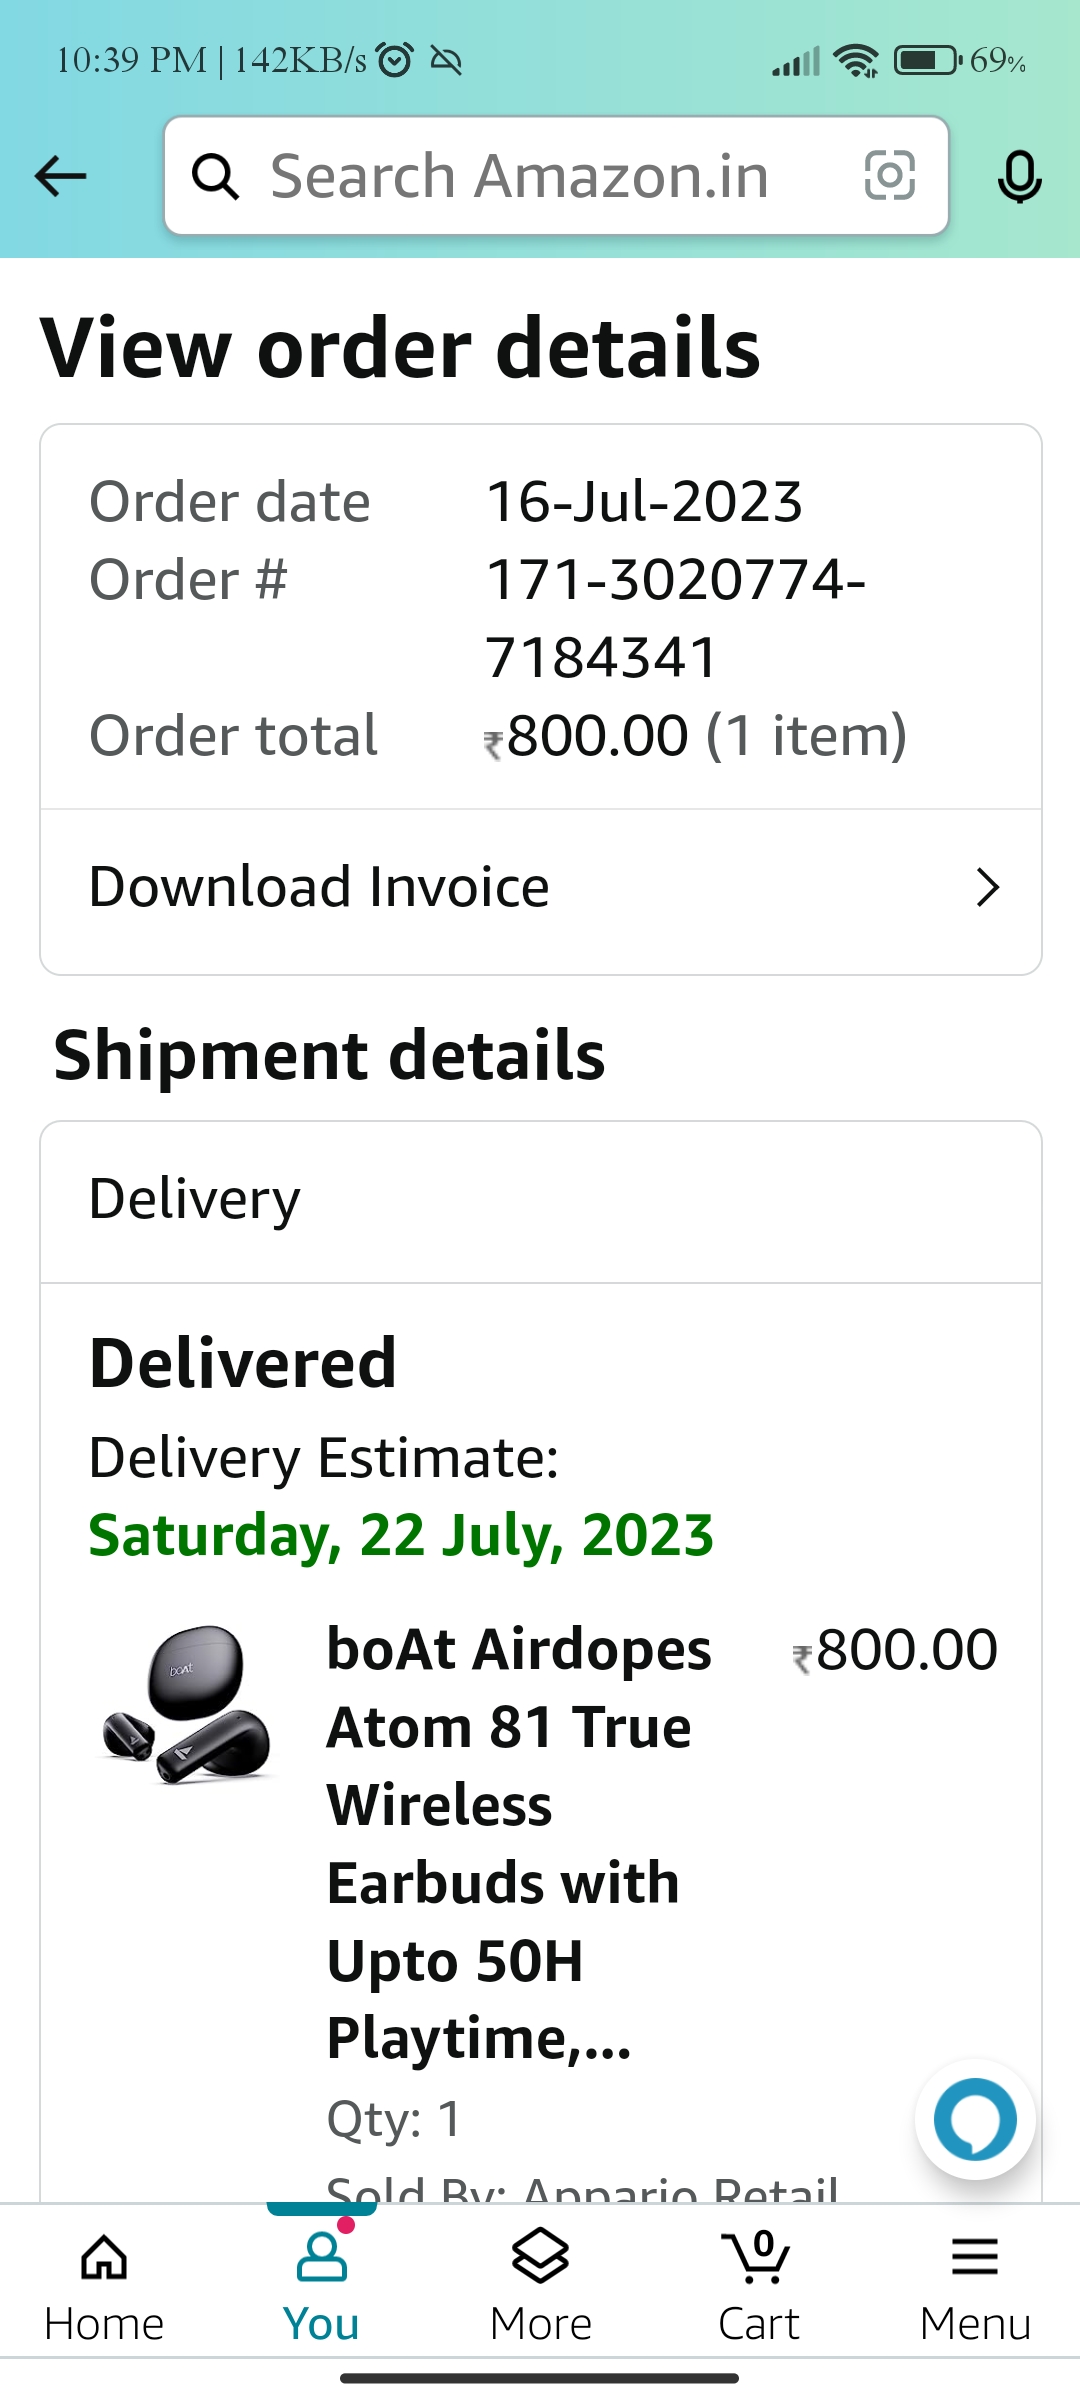 10:39 PM | 142KB/s
69%
Search Amazon.in
View order details
Order date 16-Jul-2023
Order # 171-3020774-
7184341
Order total ₹800.00 (1 item)
Download Invoice
Shipment details
Delivery
Delivered
Delivery Estimate:
Saturday, 22 July, 2023
boAt
boAt Airdopes ₹800.00
Atom 81 True
Wireless
Earbuds with
Upto 50H
Playtime,...
Qty: 1
Sold By: Appario Retail
0
Home You More Cart Menu